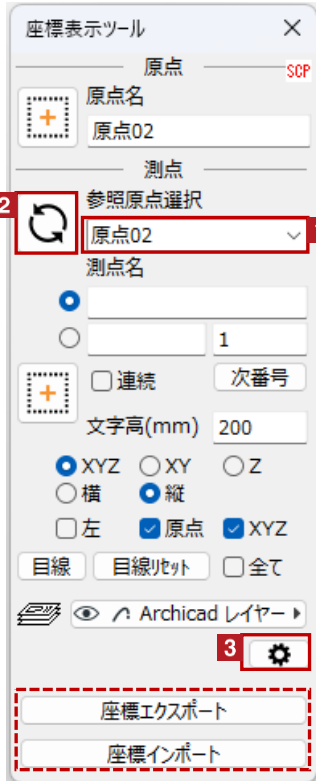 座標表示ツール
原点
SCP
原点名
原点02
測点
2
参照原点選択
原点02
測点名
1
連続
次番号
文字高(mm)
200
XYZ
XY
Z
横
縦
左
原点
XYZ
目線
目線リセット
全て
Archicad レイヤー
3
座標エクスポート
座標インポート